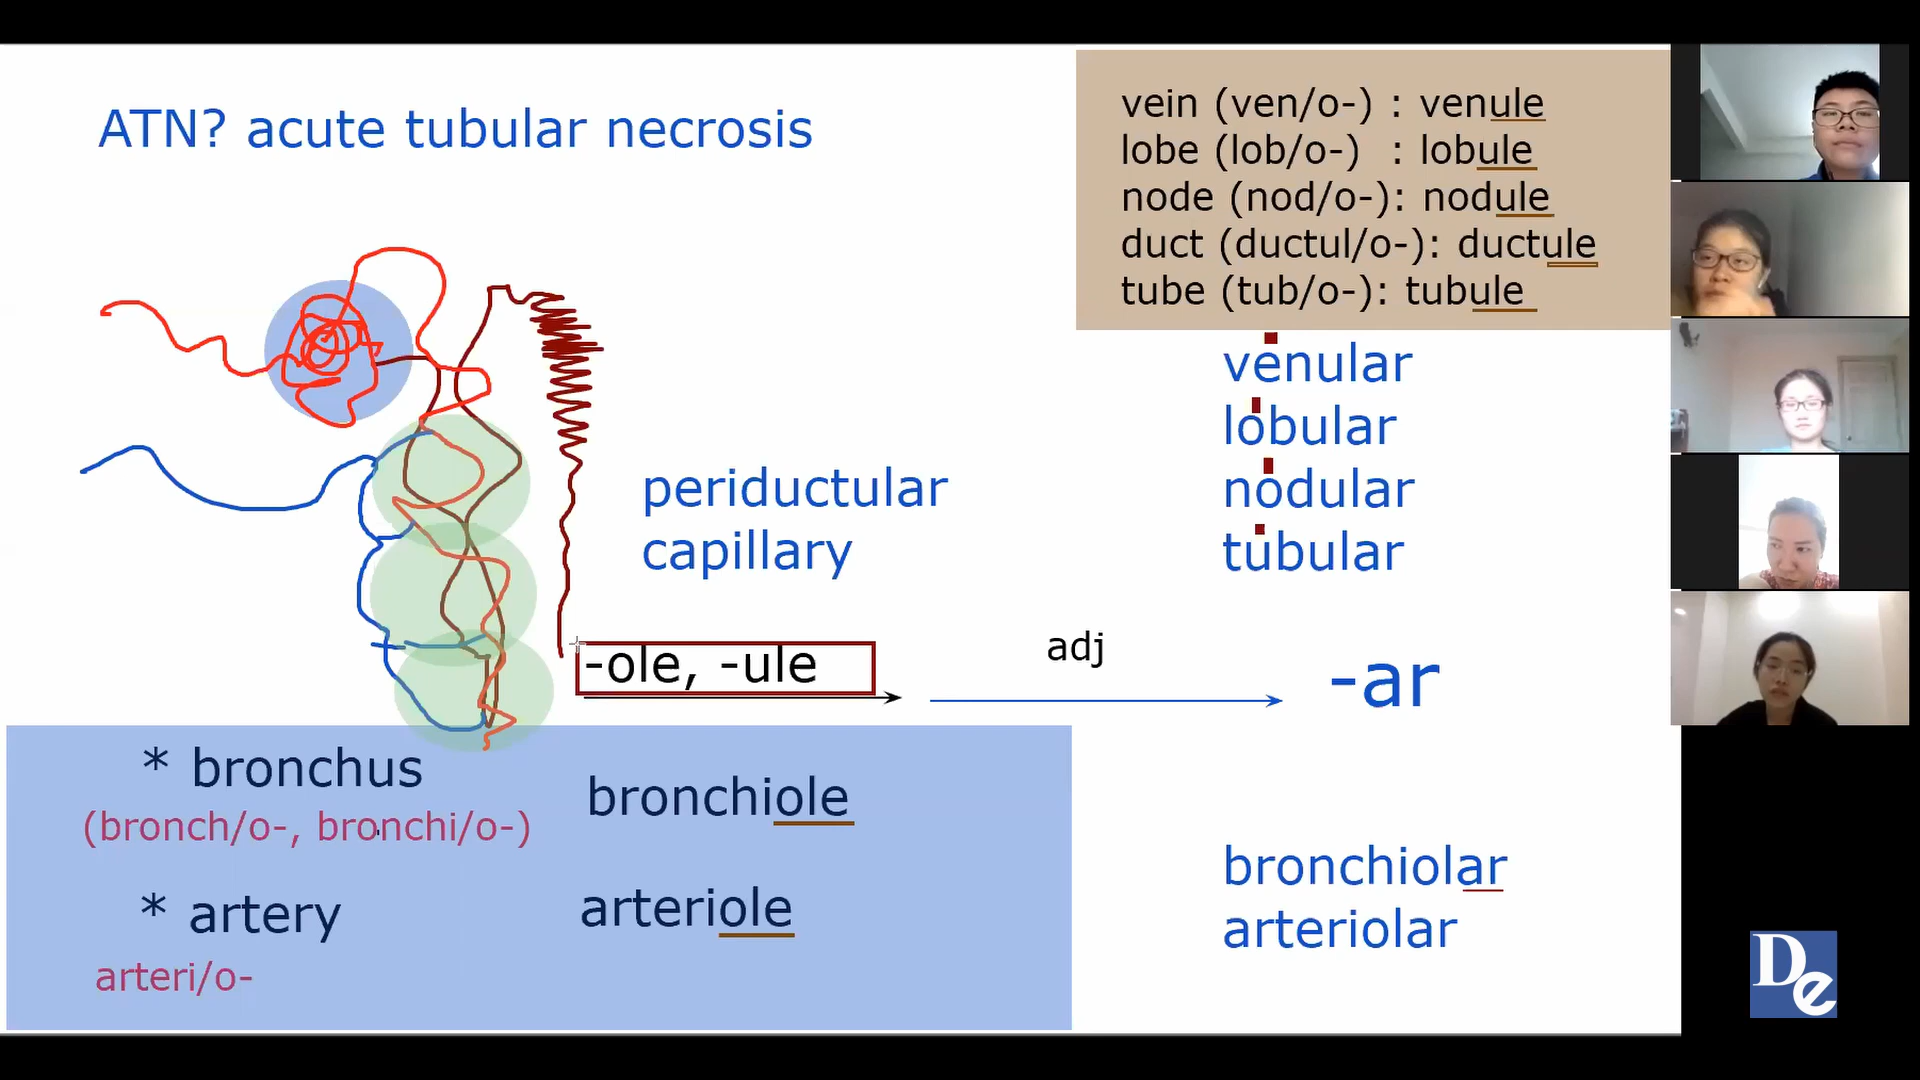 ATN? acute tubular necrosis
vein (ven/o-) : venule
lobe (lob/o-) : lobule
node (nod/o-): nodule
duct (ductul/o-): ductule
tube (tub/o-): tubule
venular
lobular
nodular
tubular
periductular
capillary
-ole, -ule
adj
-ar
* bronchus
(bronch/o-, bronchi/o-)
bronchiole
* artery
arteri/o-
arteriole
bronchiolar
arteriolar
De